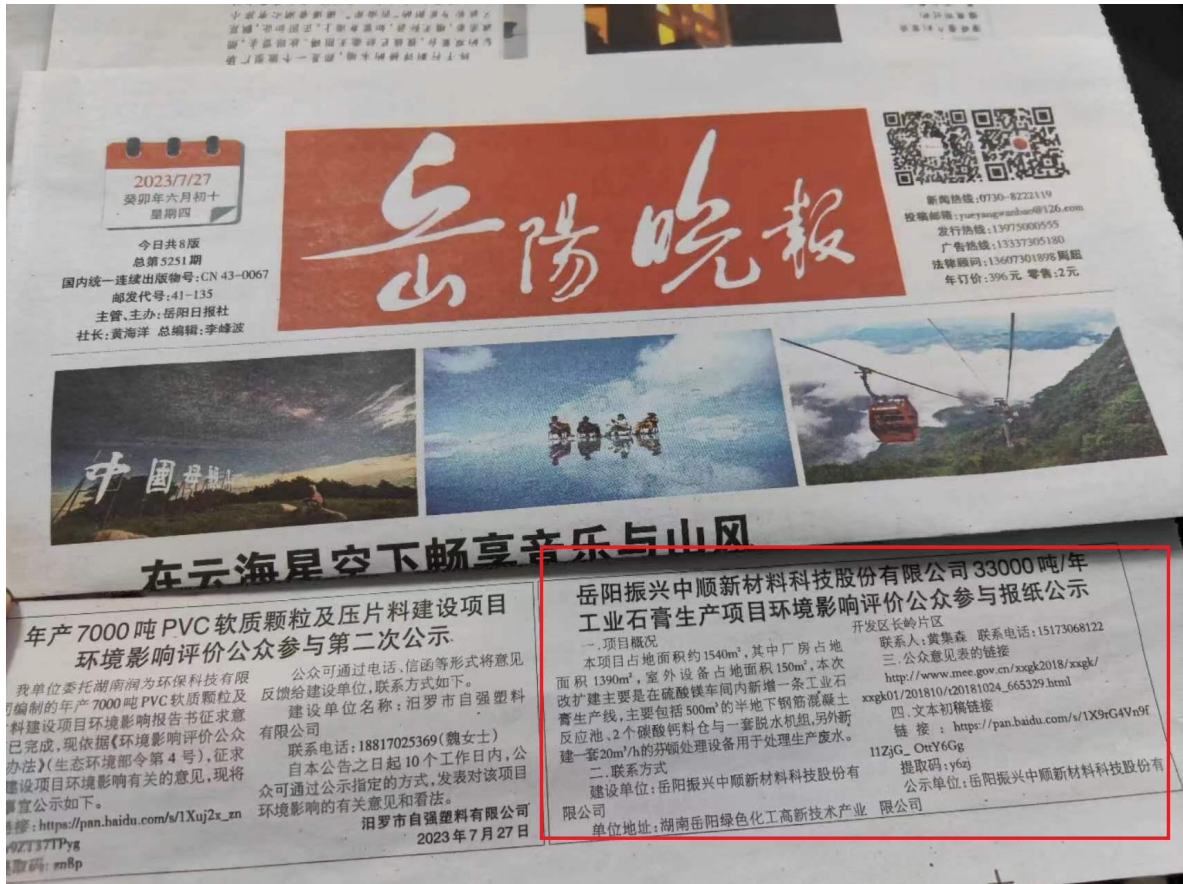 2023/7/27
癸卯年六月初十
星期四
今日共8版
总第5251期
国内统一连续出版物号:CN 43-0067
邮发代号:41-135
主管、主办:岳阳日报社
社长:黄海洋 总编辑:李峰波
岳陽晚報
新闻热线:0730-8222119
投稿邮箱:yueyangwanbao@126.com
发行热线:13975000555
广告热线:13337305180
法律顾问:13607301898周超
年订价:396元 零售:2元
中國母親山
在云海星空下畅享音乐与山风
年产7000吨PVC软质颗粒及压片料建设项目
环境影响评价公众参与第二次公示
我单位委托湖南润为环保科技有限
司编制的年产7000吨PVC软质颗粒及
料建设项目环境影响报告书征求意
已完成,现依据《环境影响评价公众
办法》(生态环境部令第4号),征求
建设项目环境影响有关的意见,现将
事宜公示如下。
链接:https://pan.baidu.com/s/1Xuj2x_zn
y9ZT37TPyg
提取码:zn8p
公众可通过电话、信函等形式将意见
反馈给建设单位,联系方式如下。
建设单位名称:汨罗市自强塑料
有限公司
联系电话:18817025369(魏女士)
自本公告之日起10个工作日内,公
众可通过公示指定的方式,发表对该项目
环境影响的有关意见和看法。
汨罗市自强塑料有限公司
2023年7月27日
岳阳振兴中顺新材料科技股份有限公司33000吨/年
工业石膏生产项目环境影响评价公众参与报纸公示
一.项目概况
本项目占地面积约1540m²,其中厂房占地
面积1390m²,室外设备占地面积150m²,本次
改扩建主要是在硫酸镁车间内新增一条工业石
膏生产线,主要包括500m³的半地下钢筋混凝土
反应池、2个碳酸钙料仓与一套脱水机组,另外新
建一套20m³/h的芬顿处理设备用于处理生产废水。
二.联系方式
建设单位:岳阳振兴中顺新材料科技股份有
限公司
单位地址:湖南岳阳绿色化工高新技术产业
开发区长岭片区
联系人:黄集森 联系电话:15173068122
三.公众意见表的链接
http://www.mee.gov.cn/xxgk2018/xxgk/
xxgk01/201810/t20181024_665329.html
四.文本初稿链接
链接:https://pan.baidu.com/s/1X9rG4Vn9f
11ZjG_OttY6Gg
提取码:y6zj
公示单位:岳阳振兴中顺新材料科技股份有
限公司